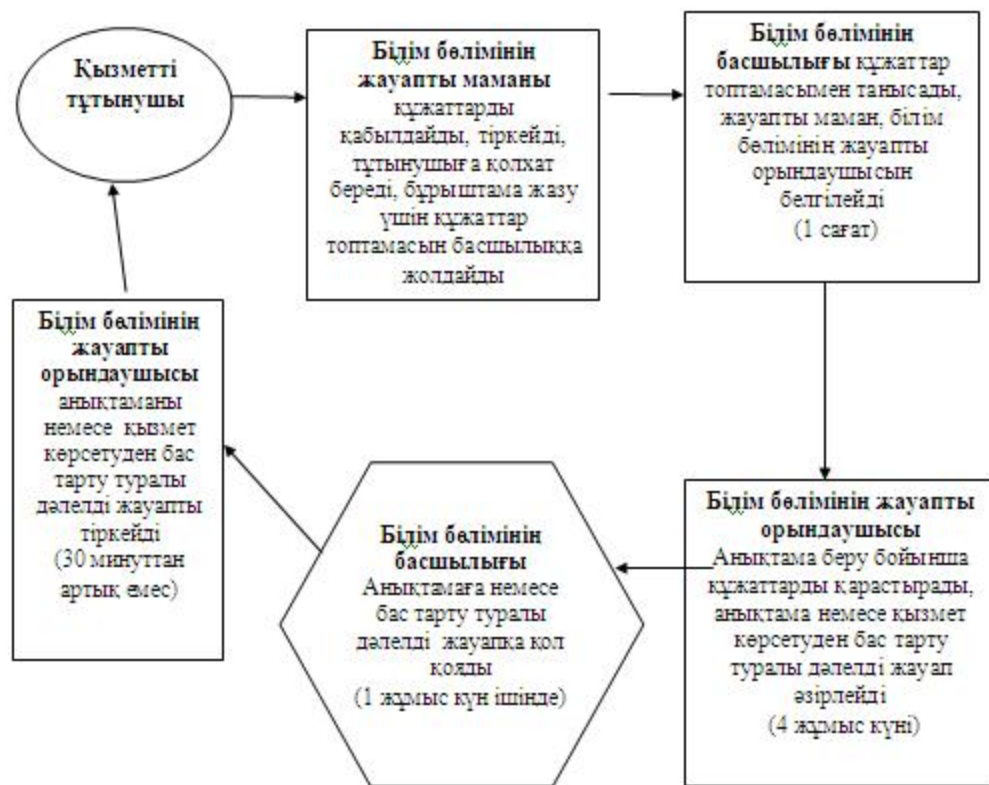 Қызметті
тұтынушы
Білім бөлімінің
жауапты маманы
құжаттарды
қабылдайды, тіркейді,
тұтынушыға қолхат
береді, бұрыштама жазу
үшін құжаттар
топтамасын басшылыққа
жолдайды
Білім бөлімінің
басшылығы құжаттар
топтамасымен танысады,
жауапты маман, білім
бөлімінің жауапты
орындаушысын
белгілейді
(1 сағат)
Білім бөлімінің жауапты
орындаушысы
Анықтама беру бойынша
құжаттарды қарастырады,
анықтама немесе қызмет
көрсетуден бас тарту
туралы дәлелді жауап
әзірлейді
(4 жұмыс күні)
Білім бөлімінің
басшылығы
Анықтамаға немесе
бас тарту туралы
дәлелді жауапқа қол
қояды
(1 жұмыс күн ішінде)
Білім бөлімінің
жауапты
орындаушысы
анықтаманы
немесе қызмет
көрсетуден бас
тарту туралы
дәлелді жауапты
тіркейді
(30 минуттан
артық емес)